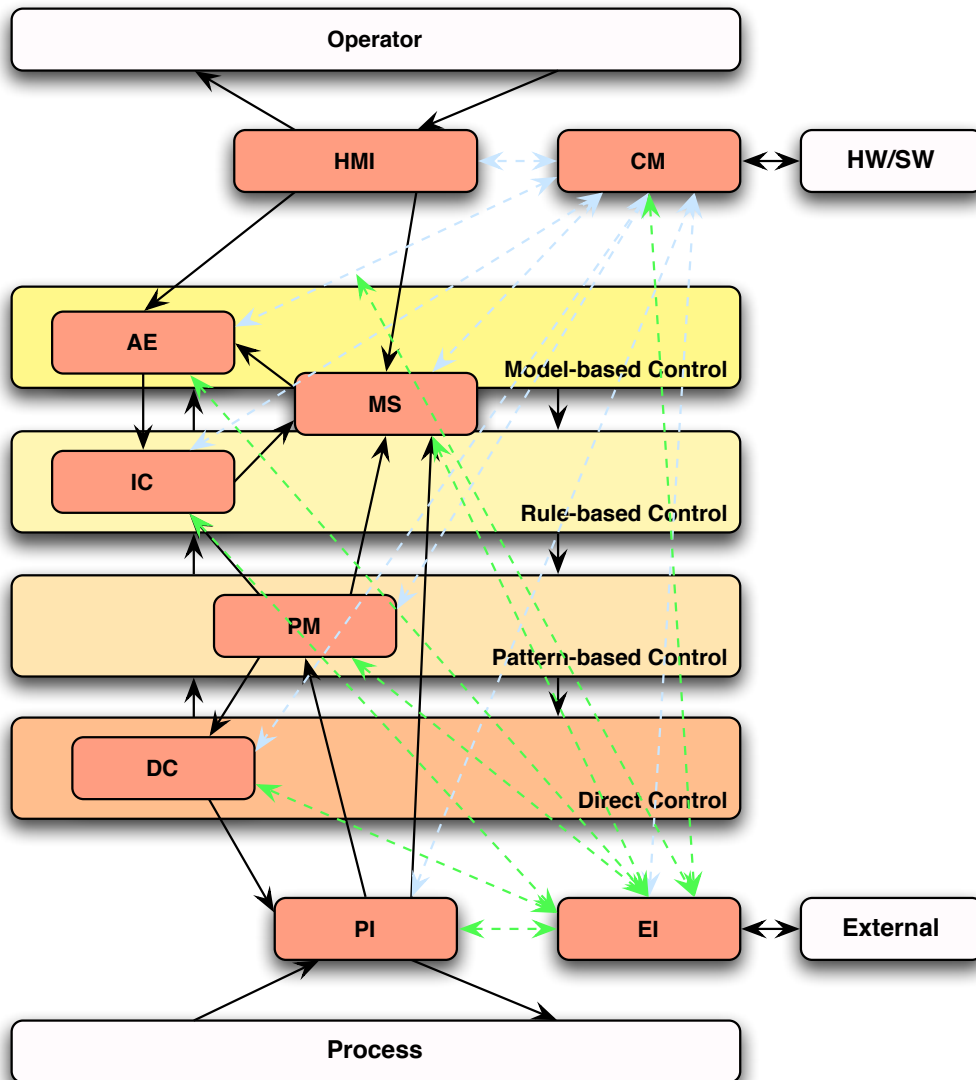 Operator
HMI
CM
HW/SW
AE
Model-based Control
MS
IC
Rule-based Control
PM
Pattern-based Control
DC
Direct Control
PI
EI
External
Process